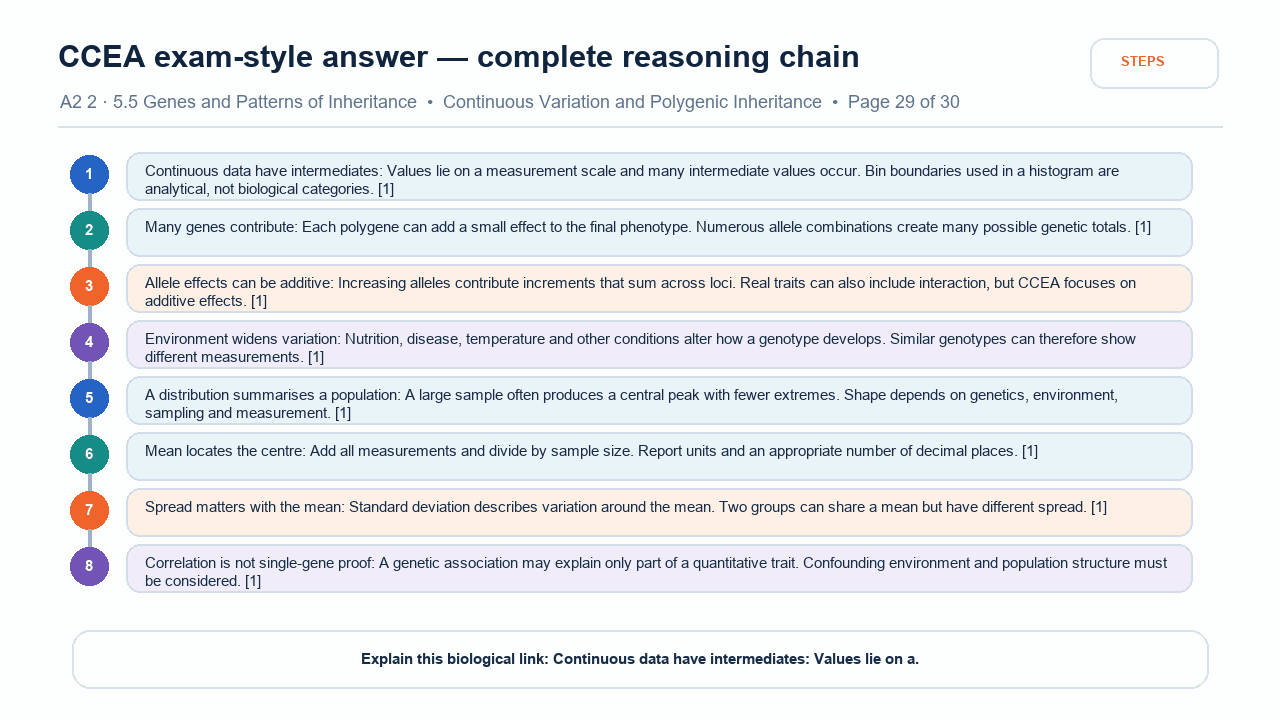 CCEA exam-style answer — complete reasoning chain
STEPS
A2 2 · 5.5 Genes and Patterns of Inheritance • Continuous Variation and Polygenic Inheritance • Page 29 of 30
1
Continuous data have intermediates: Values lie on a measurement scale and many intermediate values occur. Bin boundaries used in a histogram are
analytical, not biological categories. [1]
2
Many genes contribute: Each polygene can add a small effect to the final phenotype. Numerous allele combinations create many possible genetic totals. [1]
3
Allele effects can be additive: Increasing alleles contribute increments that sum across loci. Real traits can also include interaction, but CCEA focuses on
additive effects. [1]
4
Environment widens variation: Nutrition, disease, temperature and other conditions alter how a genotype develops. Similar genotypes can therefore show
different measurements. [1]
5
A distribution summarises a population: A large sample often produces a central peak with fewer extremes. Shape depends on genetics, environment,
sampling and measurement. [1]
6
Mean locates the centre: Add all measurements and divide by sample size. Report units and an appropriate number of decimal places. [1]
7
Spread matters with the mean: Standard deviation describes variation around the mean. Two groups can share a mean but have different spread. [1]
8
Correlation is not single-gene proof: A genetic association may explain only part of a quantitative trait. Confounding environment and population structure must
be considered. [1]
Explain this biological link: Continuous data have intermediates: Values lie on a.